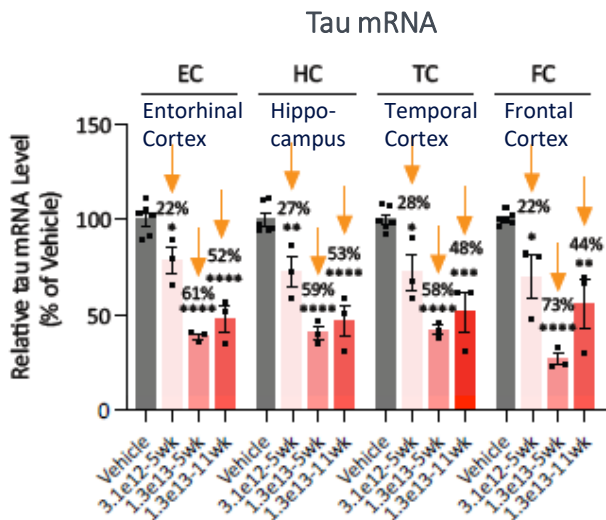 Tau mRNA
EC HC TC FC
Entorhinal Cortex
Hippo-
campus
Temporal Cortex
Frontal Cortex
Relative tau mRNA Level
(% of Vehicle)
150
100
50
0
22%
*
61%
****
52%
****
27%
**
59%
****
53%
****
28%
*
58%
****
48%
***
22%
*
73%
****
44%
**
Vehicle
3.1e12-5wk
1.3e13-5wk
1.3e13-11wk
Vehicle
3.1e12-5wk
1.3e13-5wk
1.3e13-11wk
Vehicle
3.1e12-5wk
1.3e13-5wk
1.3e13-11wk
Vehicle
3.1e12-5wk
1.3e13-5wk
1.3e13-11wk